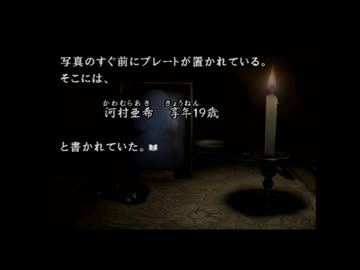 写真のすぐ前にプレートが置かれている。
そこには、
かわむらあき きょうねん
河村亜希 享年19歳
と書かれていた。